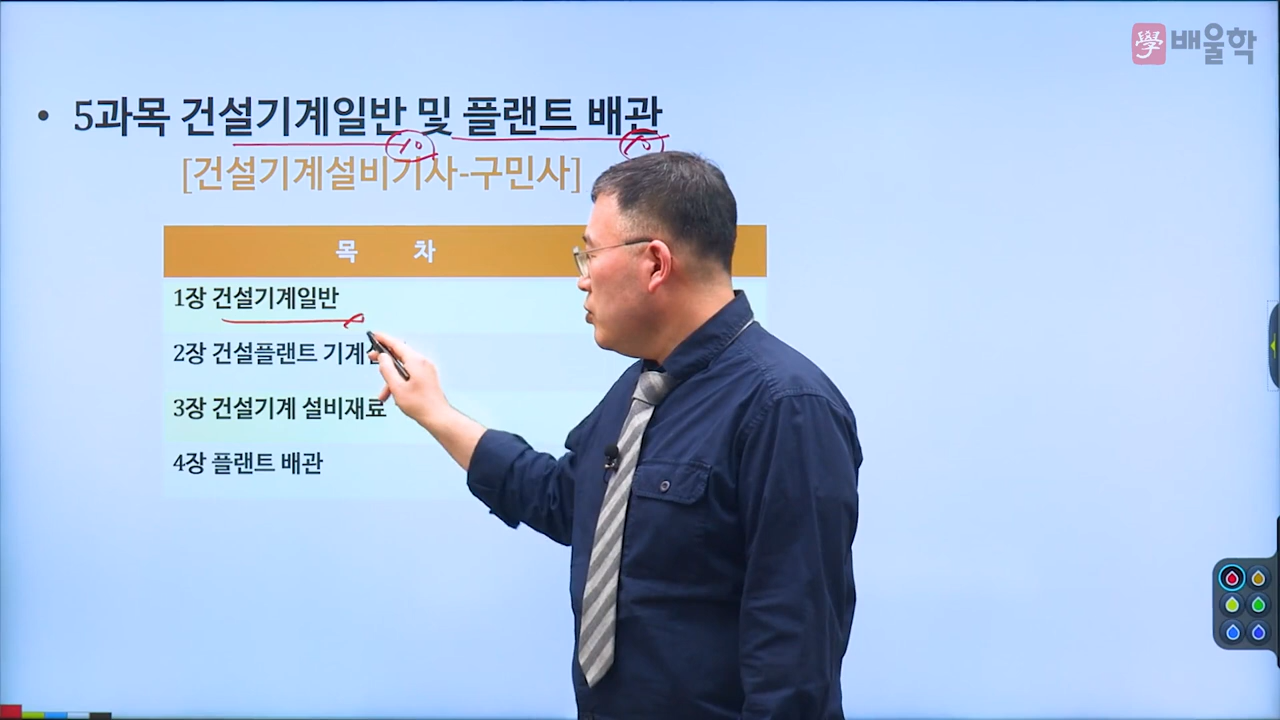 學 배울학
• 5과목 건설기계일반 및 플랜트 배관
10 10
[건설기계설비기사-구민사]
목 차
1장 건설기계일반
2장 건설플랜트 기계
3장 건설기계 설비재료
4장 플랜트 배관